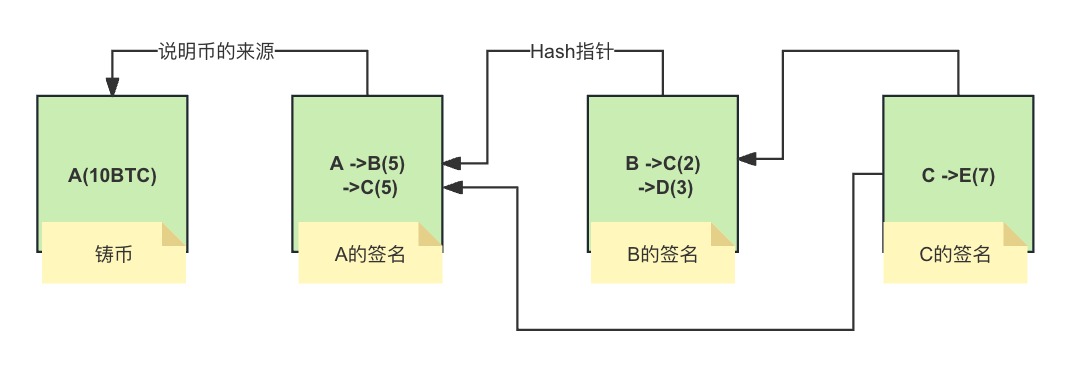 说明币的来源
Hash指针
A(10BTC)
A ->B(5)
->C(5)
B ->C(2)
->D(3)
C ->E(7)
铸币
A的签名
B的签名
C的签名